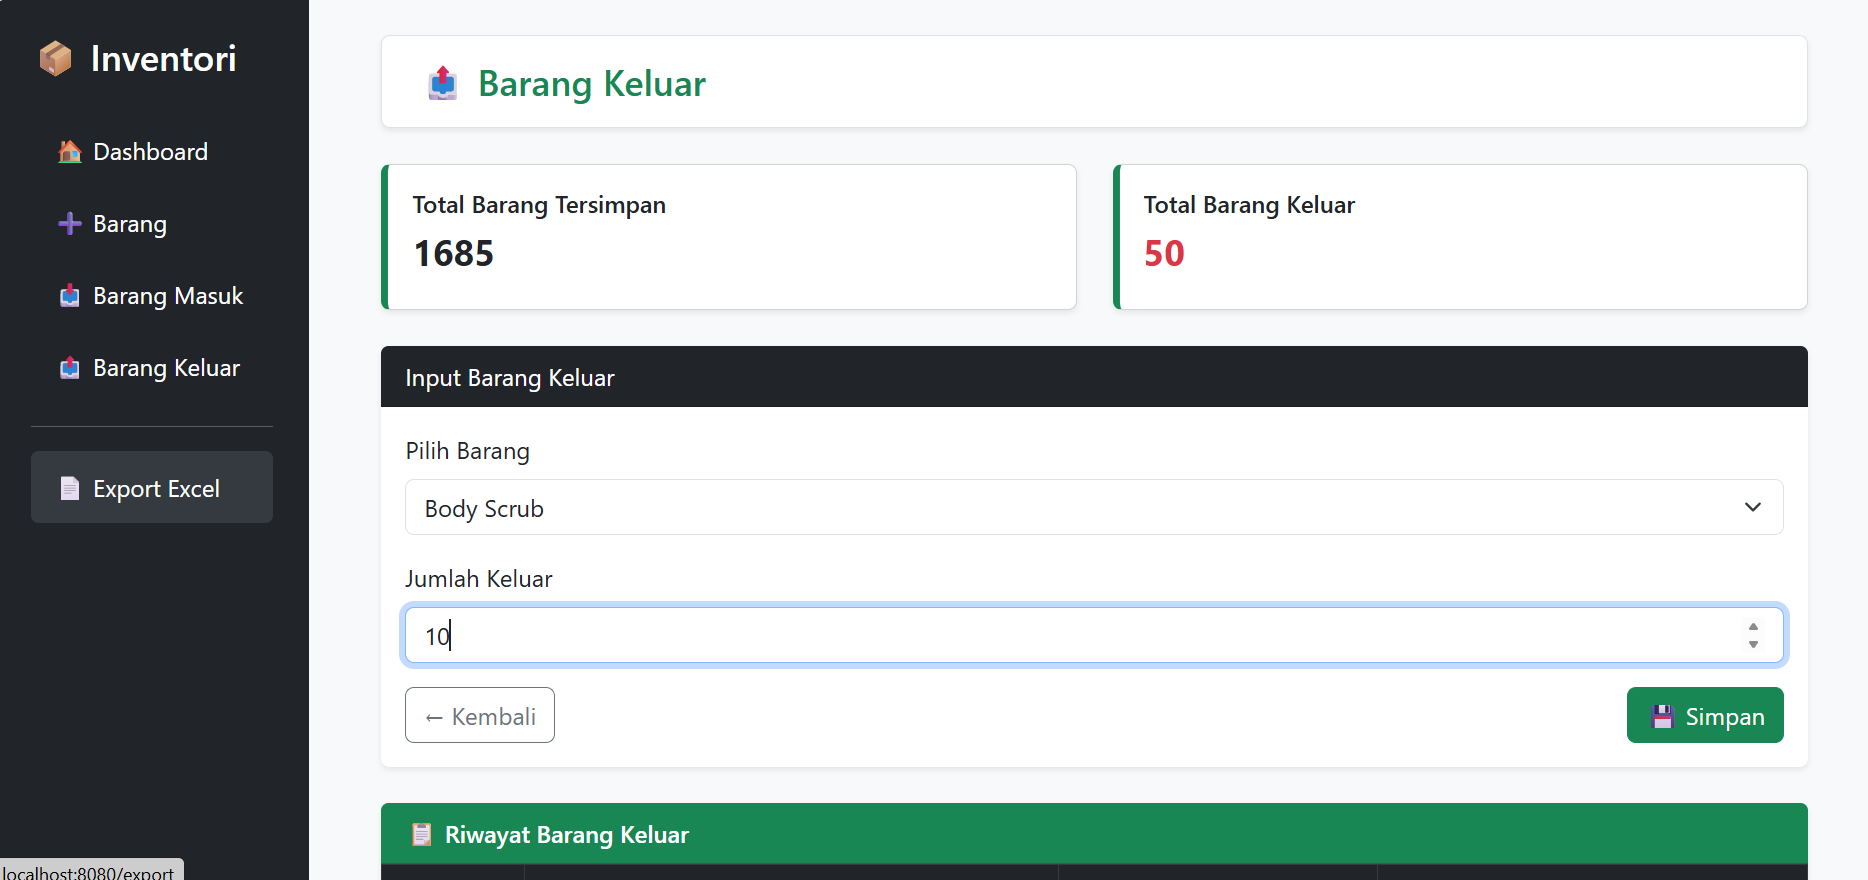 Inventori
Dashboard
Barang
Barang Masuk
Barang Keluar
Export Excel
Barang Keluar
Total Barang Tersimpan
1685
Total Barang Keluar
50
Input Barang Keluar
Pilih Barang
Body Scrub
Jumlah Keluar
10
← Kembali
Simpan
Riwayat Barang Keluar
localhost:8080/export